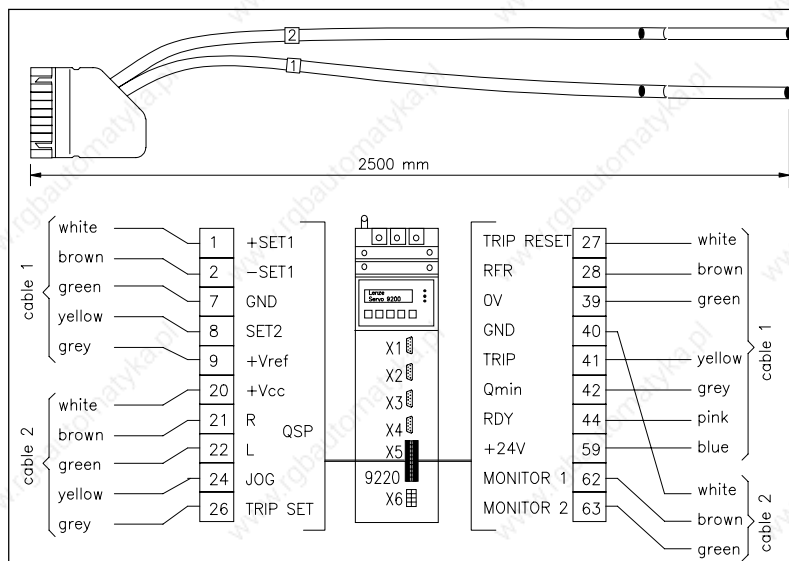 2
1
2500 mm
cable 1
white 1 +SET1
brown 2 -SET1
green 7 GND
yellow 8 SET2
grey 9 +Vref
cable 2
white 20 +Vcc
brown 21 R
QSP
green 22 L
yellow 24 JOG
grey 26 TRIP SET
Lenze
Servo 9200
X1
X2
X3
X4
X5
9220
X6
TRIP RESET 27 white
RFR 28 brown
0V 39 green
GND 40
TRIP 41 yellow
Qmin 42 grey
RDY 44 pink
+24V 59 blue
cable 1
MONITOR 1 62
MONITOR 2 63
white
brown
green
cable 2
www.rgbautomatyka.pl